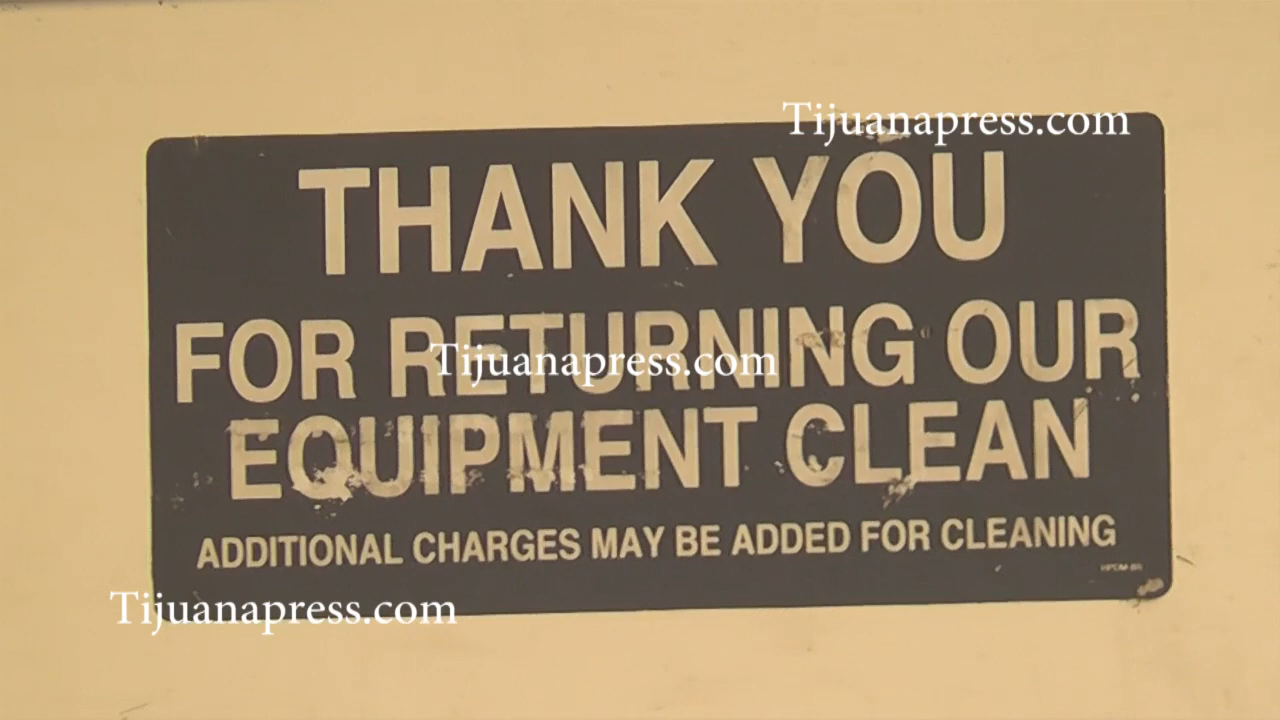 Tijuanapress.com
THANK YOU
FOR RETURNING OUR
Tijuanapress.com
EQUIPMENT CLEAN
ADDITIONAL CHARGES MAY BE ADDED FOR CLEANING
Tijuanapress.com